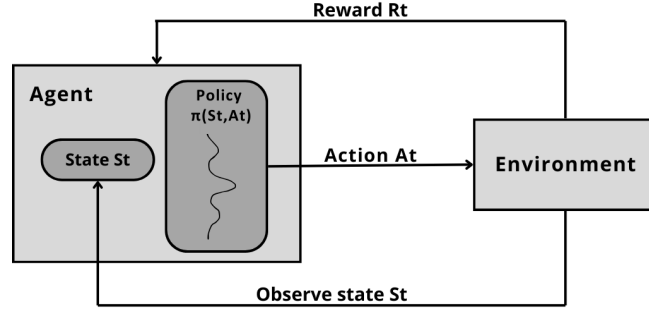 Reward Rt
Agent
Policy
π(St,At)
State St
Action At
Environment
Observe state St